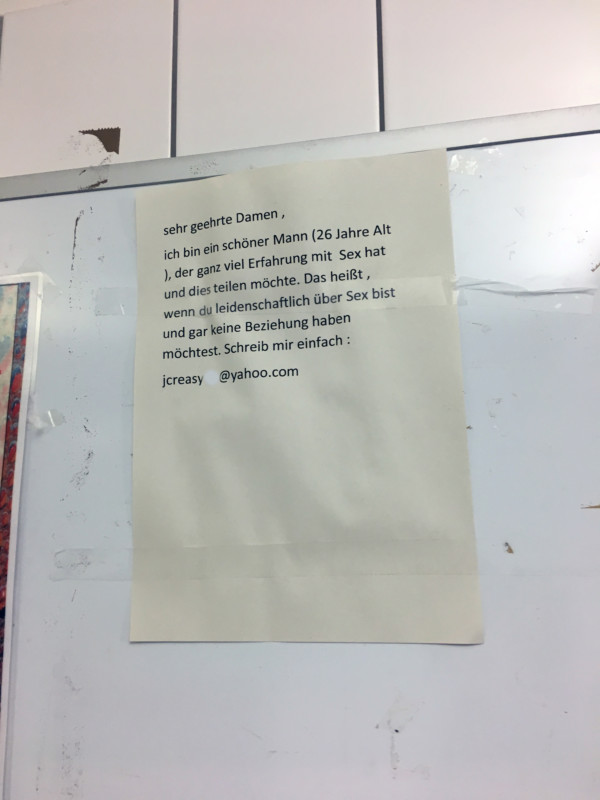 sehr geehrte Damen ,
ich bin ein schöner Mann (26 Jahre Alt
), der ganz viel Erfahrung mit Sex hat
und dies teilen möchte. Das heißt ,
wenn du leidenschaftlich über Sex bist
und gar keine Beziehung haben
möchtest. Schreib mir einfach :
jcreasy @yahoo.com